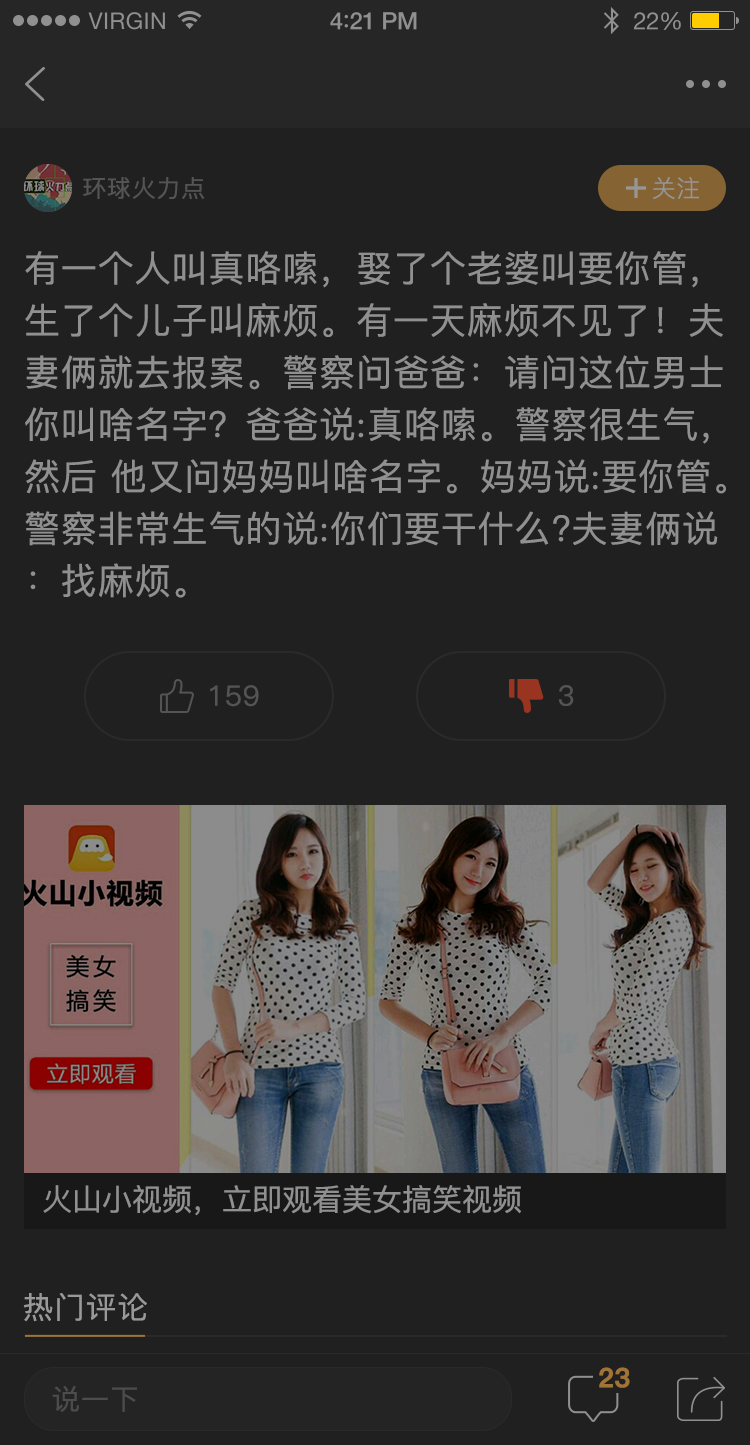 VIRGIN 4:21 PM 22%
环球火力点
环球火力点
+关注
有一个人叫真咯嗦，娶了个老婆叫要你管，
生了个儿子叫麻烦。有一天麻烦不见了！夫
妻俩就去报案。警察问爸爸：请问这位男士
你叫啥名字？爸爸说:真咯嗦。警察很生气，
然后 他又问妈妈叫啥名字。妈妈说:要你管。
警察非常生气的说:你们要干什么?夫妻俩说
：找麻烦。
159
3
火山小视频
美女
搞笑
立即观看
火山小视频，立即观看美女搞笑视频
热门评论
说一下
23